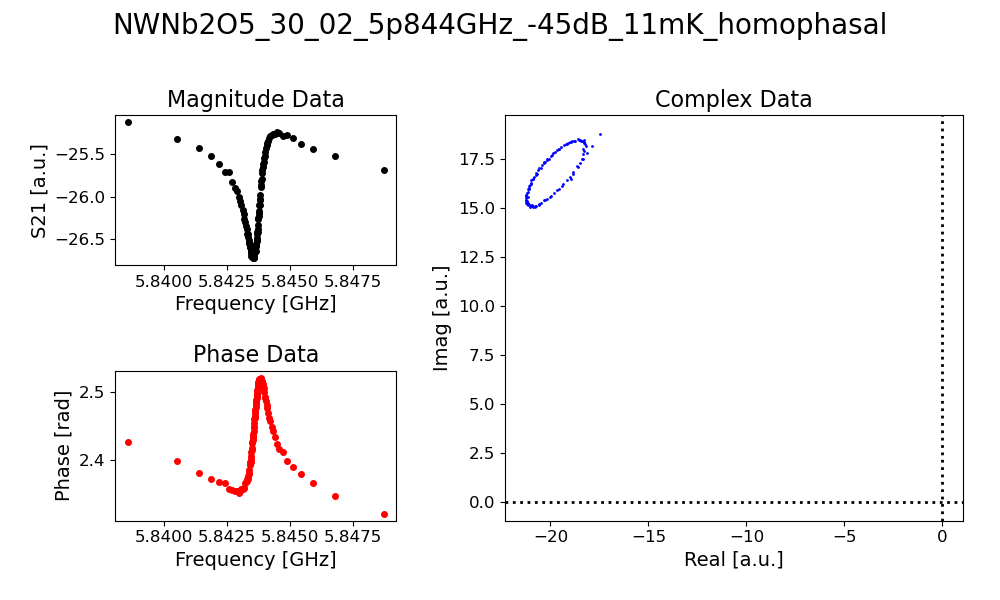 NWNb2O5_30_02_5p844GHz_-45dB_11mK_homophasal
Magnitude Data
S21 [a.u.]
−25.5
−26.0
−26.5
5.8400 5.8425 5.8450 5.8475
Frequency [GHz]
Phase Data
Phase [rad]
2.5
2.4
5.8400 5.8425 5.8450 5.8475
Frequency [GHz]
Complex Data
Imag [a.u.]
17.5
15.0
12.5
10.0
7.5
5.0
2.5
0.0
−20 −15 −10 −5 0
Real [a.u.]